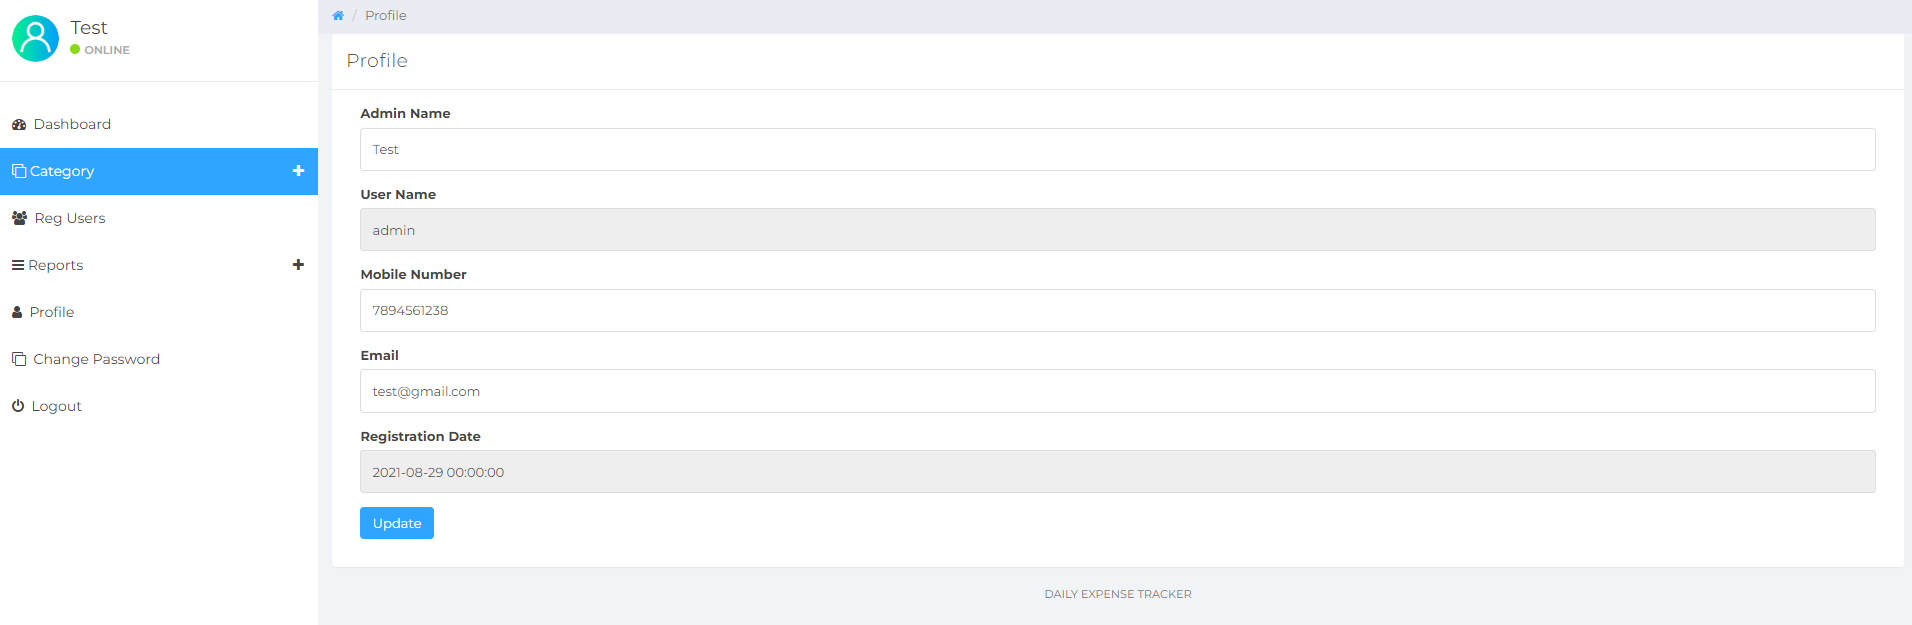 Test
ONLINE
Dashboard
Category
Reg Users
Reports
Profile
Change Password
Logout
/ Profile
Profile
Admin Name
Test
User Name
admin
Mobile Number
7894561238
Email
test@gmail.com
Registration Date
2021-08-29 00:00:00
Update
DAILY EXPENSE TRACKER